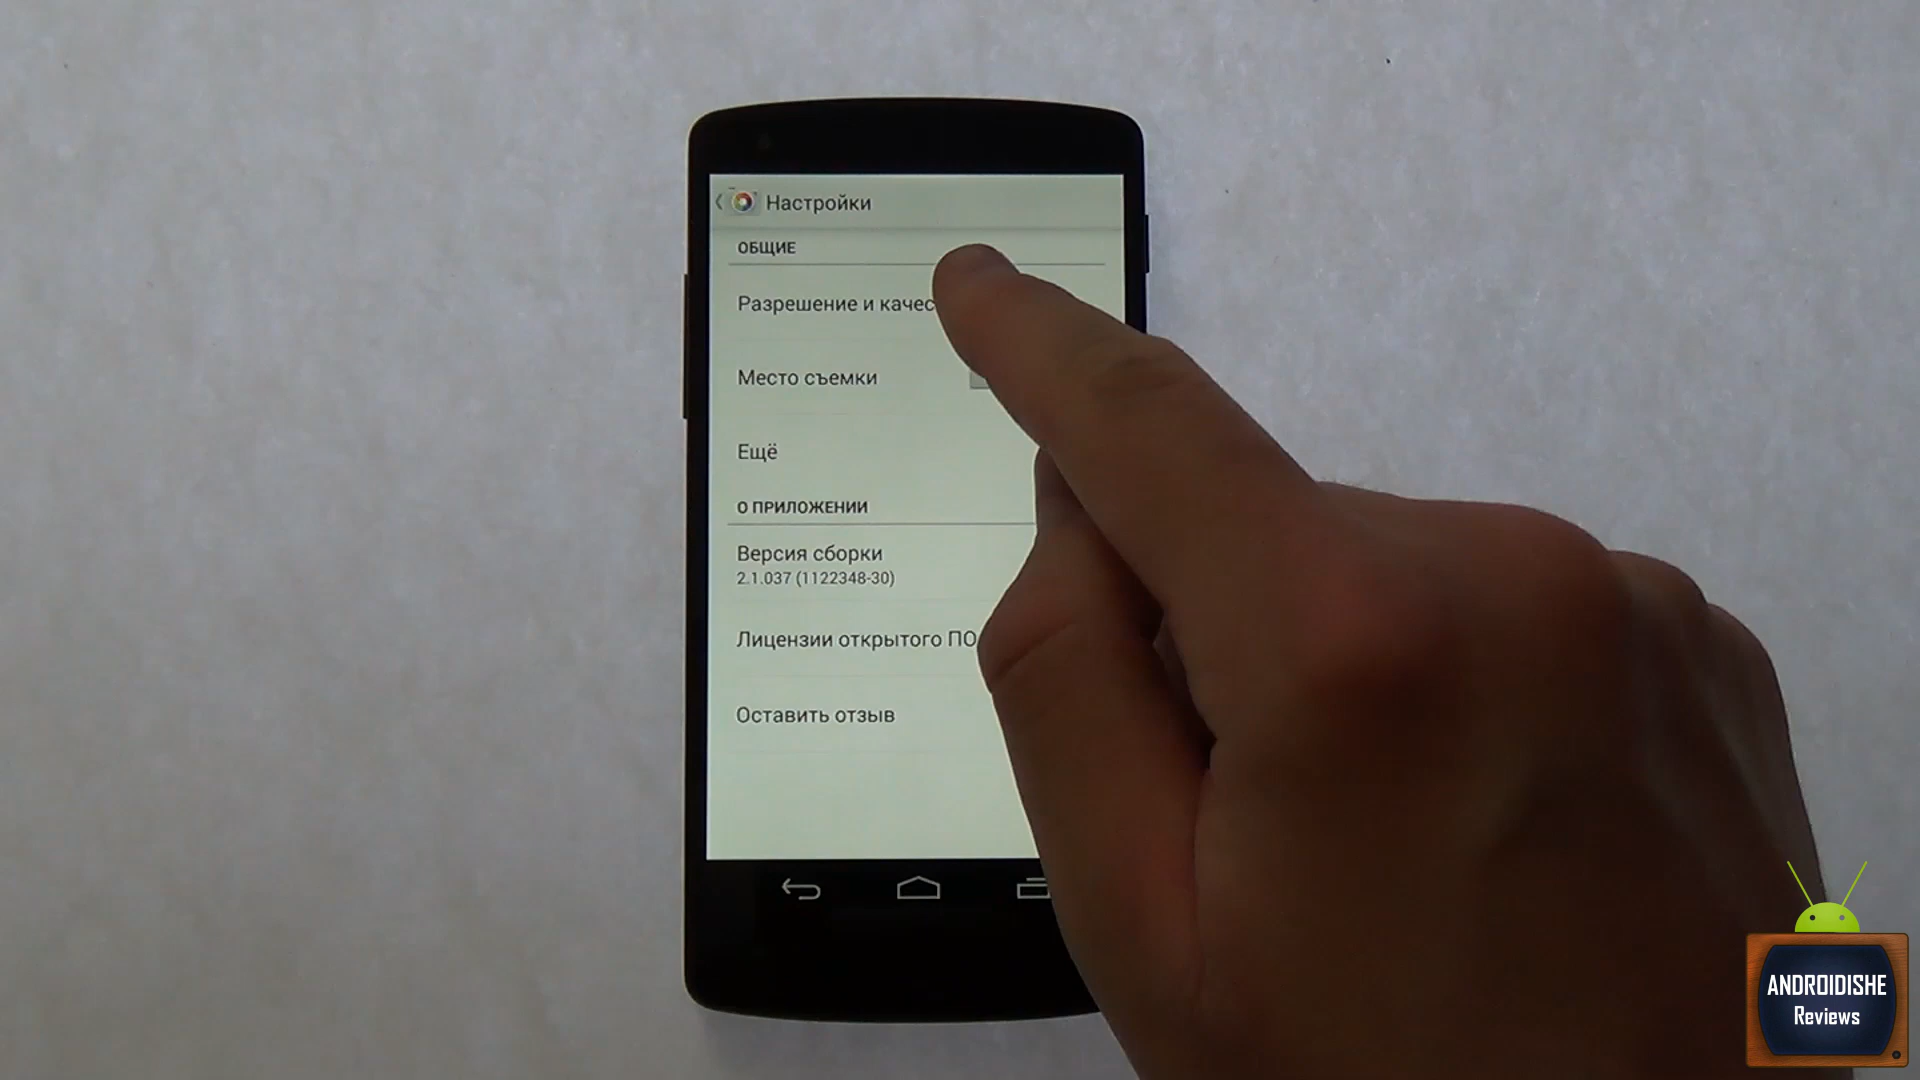 Настройки
ОБЩИЕ
Разрешение и
Место съемки
Ещё
О ПРИЛОЖЕНИИ
Версия сборки
2.1.037 (1122348-30)
Лицензии открытого ПО
Оставить отзыв
ANDROIDISHE
Reviews